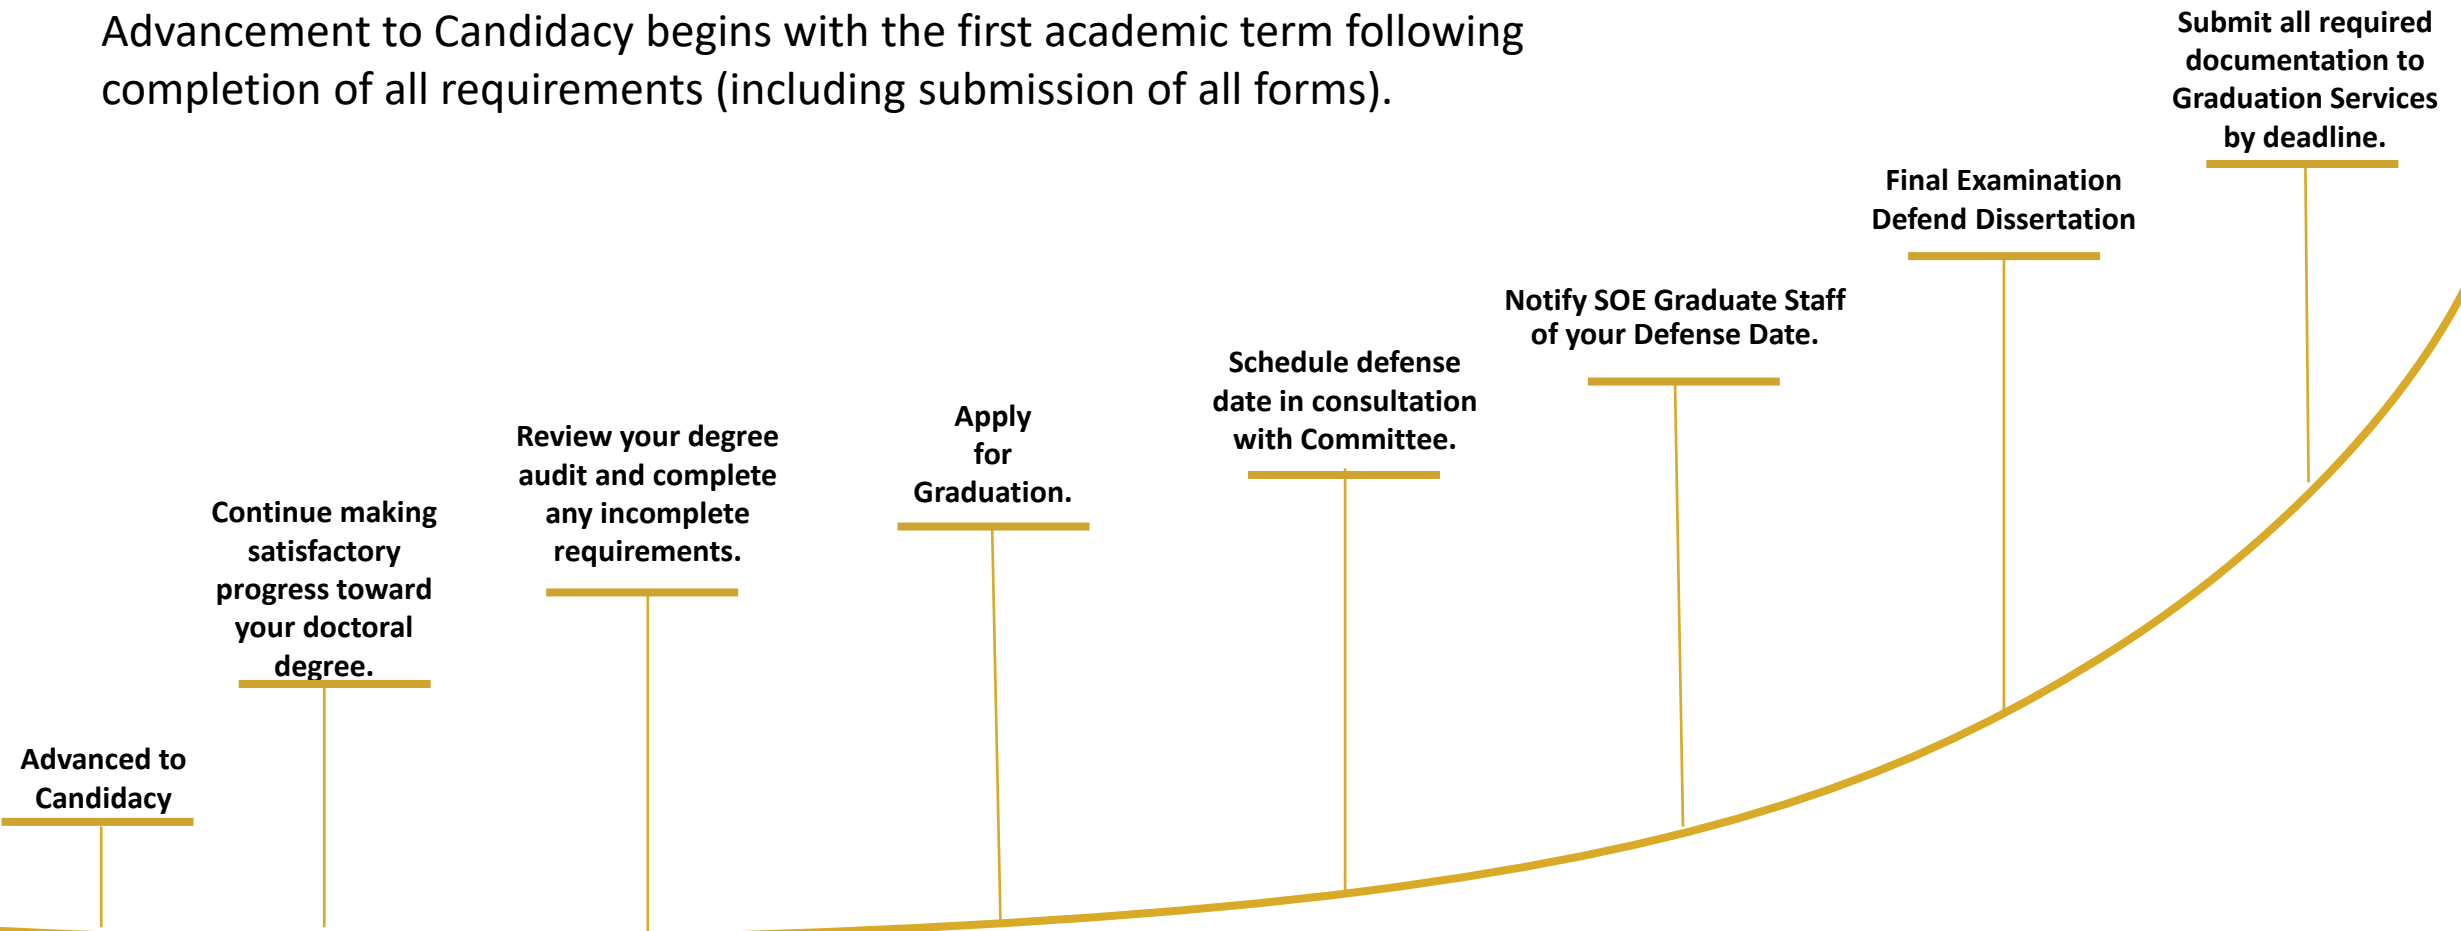 Advancement to Candidacy begins with the first academic term following
completion of all requirements (including submission of all forms).
Advanced to
Candidacy
Continue making
satisfactory
progress toward
your doctoral
degree.
Review your degree
audit and complete
any incomplete
requirements.
Apply
for
Graduation.
Schedule defense
date in consultation
with Committee.
Notify SOE Graduate Staff
of your Defense Date.
Final Examination
Defend Dissertation
Submit all required
documentation to
Graduation Services
by deadline.